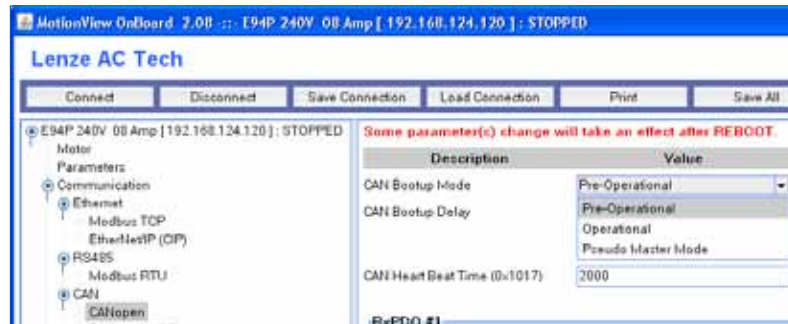 MotionView OnBoard 2.08 -::- E94P 240V 08 Amp [ 192.168.124.120 ] : STOPPED
Lenze AC Tech
Connect Disconnect Save Connection Load Connection Print Save All
E94P 240V 08 Amp [192.168.124.120] : STOPPED
Motor
Parameters
Communication
Ethernet
Modbus TCP
EtherNet/IP (CIP)
RS485
Modbus RTU
CAN
CANopen
Some parameter(s) change will take an effect after REBOOT.
Description Value
CAN Bootup Mode Pre-Operational
CAN Bootup Delay
Pre-Operational
Operational
Pseudo Master Mode
CAN Heart Beat Time (0x1017) 2000
RxPDO #1